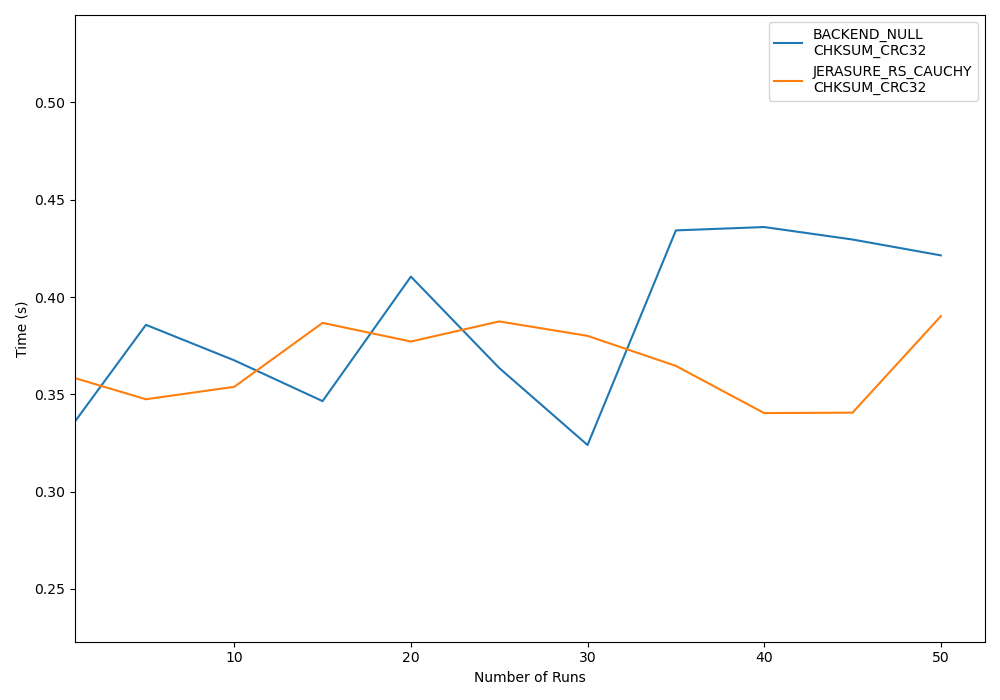 BACKEND_NULL
CHKSUM_CRC32
JERASURE_RS_CAUCHY
CHKSUM_CRC32
0.50
0.45
0.40
0.35
0.30
0.25
Time (s)
10 20 30 40 50
Number of Runs